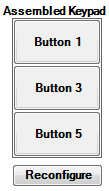 Assembled Keypad
Button 1
Button 3
Button 5
Reconfigure